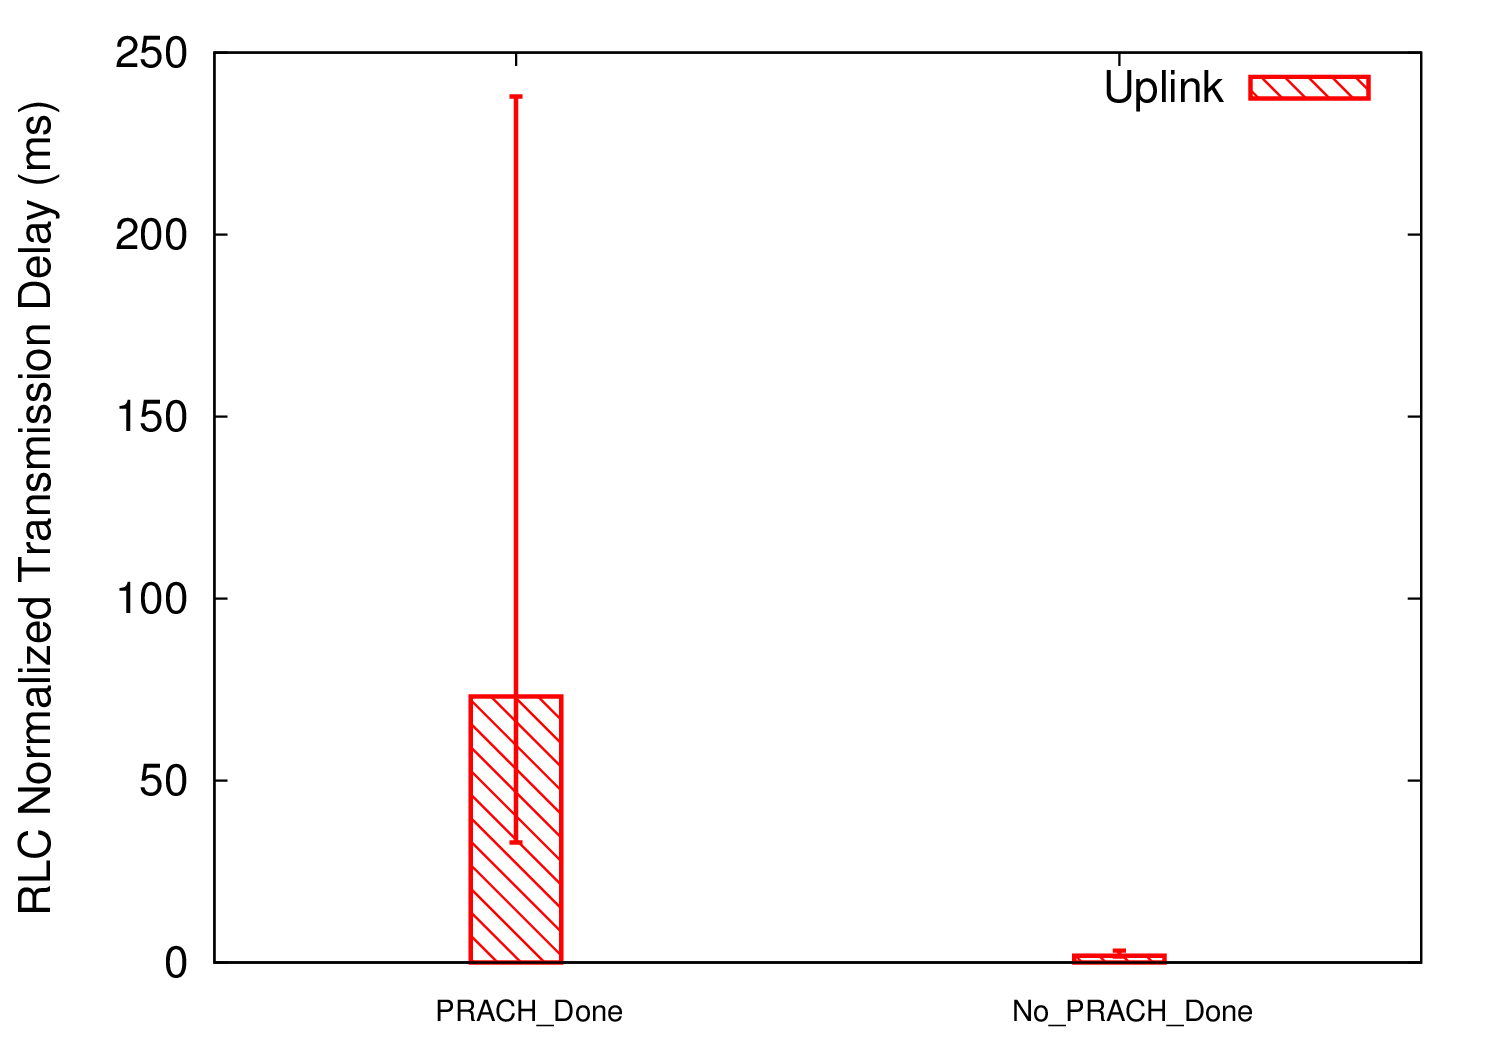 RLC Normalized Transmission Delay (ms)
250
200
150
100
50
0
Uplink
PRACH_Done
No_PRACH_Done